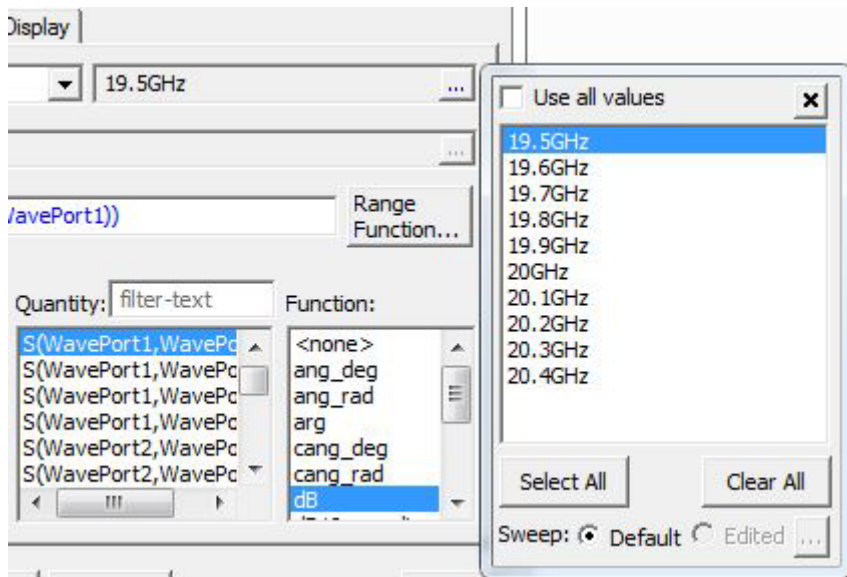 Display
19.5GHz
...
...
WavePort1))
Range
Function...
Quantity:
filter-text
Function:
S(WavePort1,WavePo
S(WavePort1,WavePo
S(WavePort1,WavePo
S(WavePort1,WavePo
S(WavePort2,WavePo
S(WavePort2,WavePo
<none>
ang_deg
ang_rad
arg
cang_deg
cang_rad
dB
Use all values
19.5GHz
19.6GHz
19.7GHz
19.8GHz
19.9GHz
20GHz
20.1GHz
20.2GHz
20.3GHz
20.4GHz
Select All
Clear All
Sweep: Default Edited ...